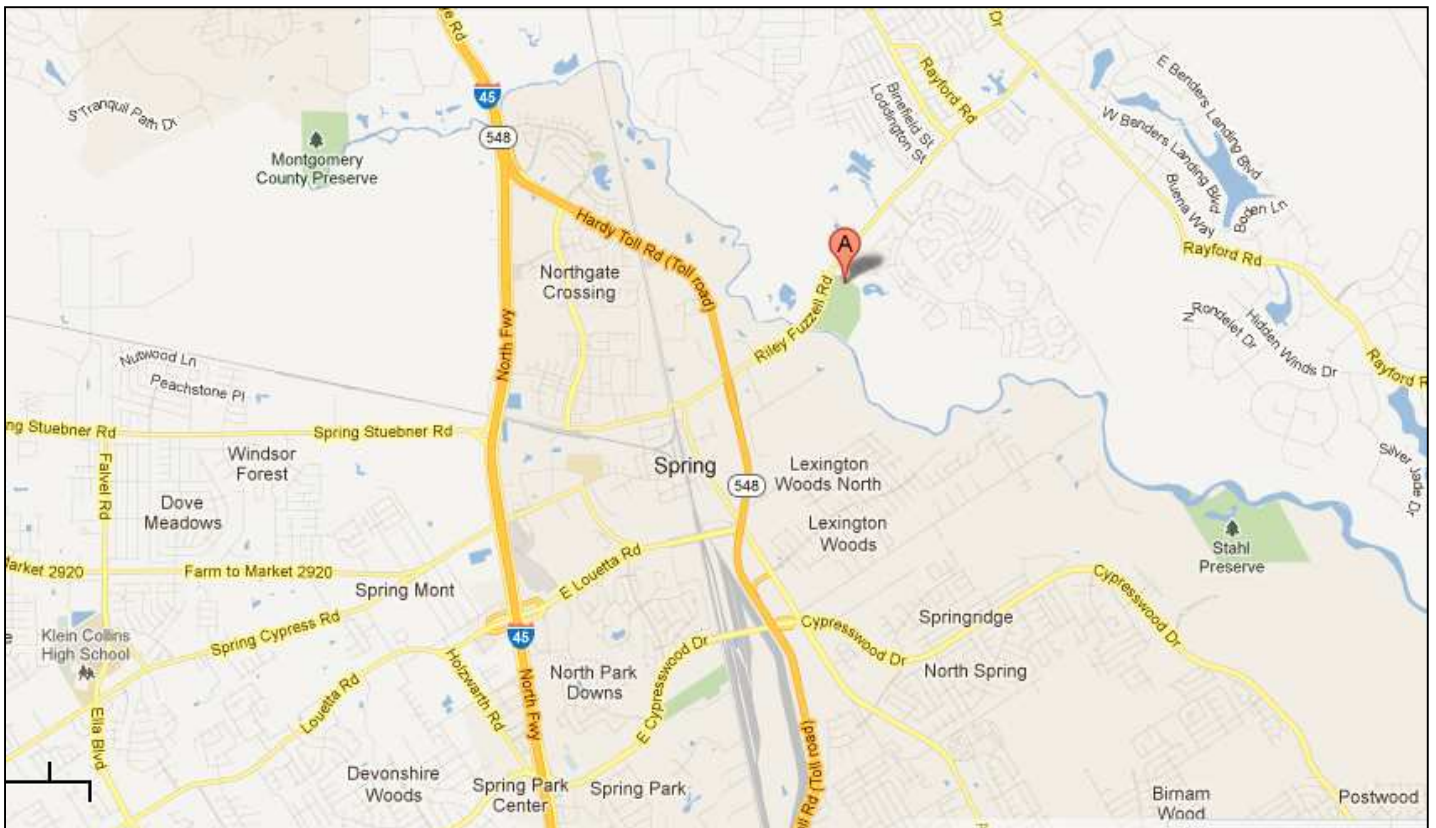 e Rd
45
548
S Tranquil Path Dr
Montgomery
County Preserve
Dr
Rayford Rd
Binefield St
Loddington St
E Benders Landing Blvd
W Benders Landing Blvd
Buena Way
Boden Ln
Rayford Rd
A
Hardy Toll Rd (Toll road)
Northgate
Crossing
North Fwy
Riley Fuzzell Rd
N Rondelet Dr
Hidden Winds Dr
Rayford R
Nutwood Ln
Peachstone Pl
ng Stuebner Rd
Spring Stuebner Rd
Windsor
Forest
Falvel Rd
Dove
Meadows
Spring
548
Lexington
Woods North
Lexington
Woods
Silver Jade Dr
Stahl
Preserve
Market 2920
Farm to Market 2920
Spring Mont
E Louetta Rd
Cypresswood Dr
Springridge
Klein Collins
High School
Spring Cypress Rd
45
E Cypresswood Dr
Cypresswood Dr
North Spring
North Park
Downs
Holzwarth Rd
Louetta Rd
North Fwy
Ella Blvd
ll Rd (Toll road)
Devonshire
Woods
Spring Park
Center
Spring Park
Birnam
Wood
Postwood